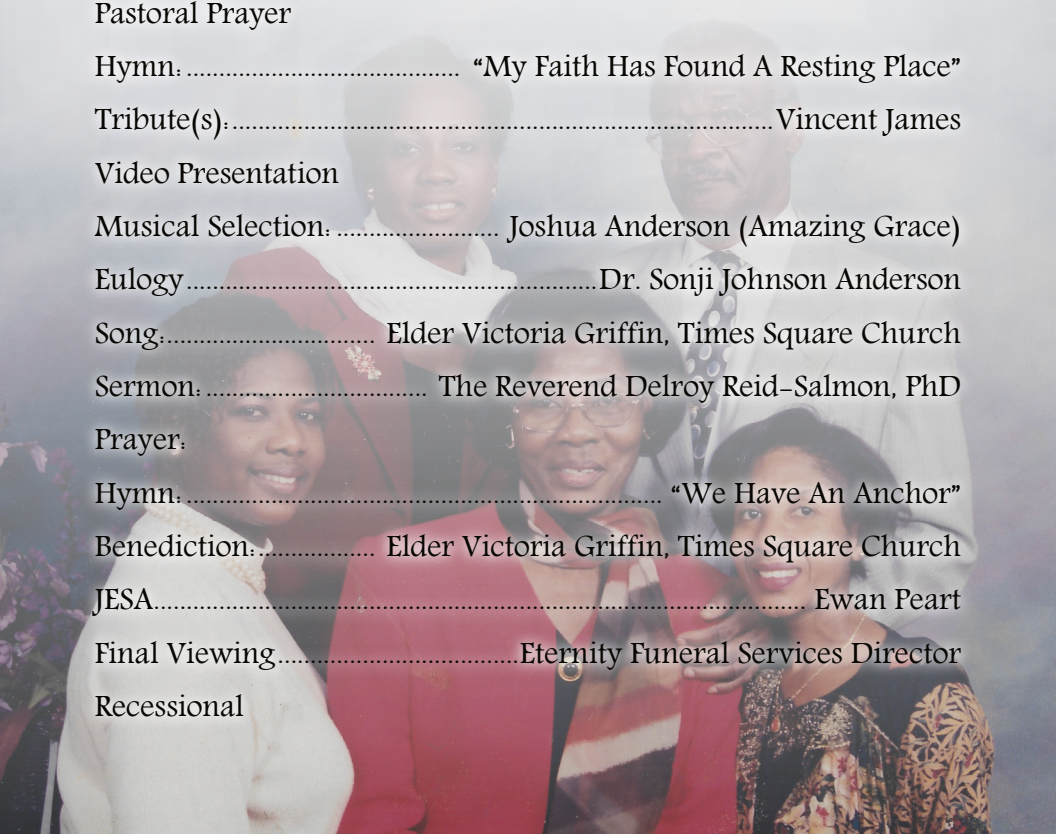 Pastoral Prayer
Hymn: ........................................ “My Faith Has Found A Resting Place”
Tribute(s): ................................................................................ Vincent James
Video Presentation
Musical Selection: ........................ Joshua Anderson (Amazing Grace)
Eulogy ............................................................. Dr. Sonji Johnson Anderson
Song: ............................... Elder Victoria Griffin, Times Square Church
Sermon: ................................. The Reverend Delroy Reid-Salmon, PhD
Prayer:
Hymn: ....................................................................... “We Have An Anchor”
Benediction: ................. Elder Victoria Griffin, Times Square Church
JESA ................................................................................................. Ewan Peart
Final Viewing .................................... Eternity Funeral Services Director
Recessional